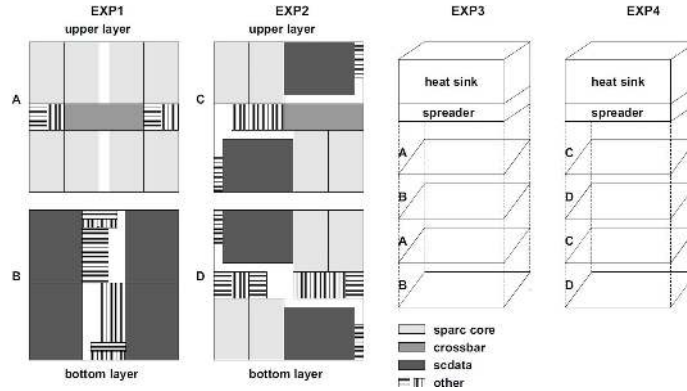 EXP1
upper layer
A
B
bottom layer
EXP2
upper layer
C
D
bottom layer
EXP3
heat sink
spreader
A
B
A
B
EXP4
heat sink
spreader
C
D
C
D
sparc core
crossbar
scdata
other